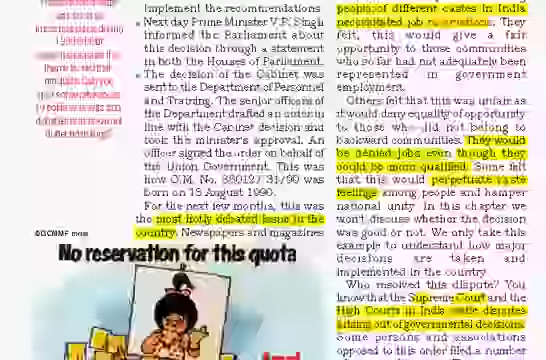 implement the recommendations
Next day Prime Minister V.P. Singh
informed the Parliament about
this decision through a statement
in both the Houses of Parliament.
The decision of the Cabinet was
sent to the Department of Personnel
and Training. The senior officers of
the Department drafted an order in
line with the Cabinet decision and
took the minister's approval. An
officer signed the order on behalf of
the Union Government. This was
how O.M. No. 36012/31/90 was
born on 13 August 1990.
For the next few months, this was
the most hotly debated issue in the
country. Newspapers and magazines
No reservation for this quota
people of different castes in India
necessitated job reservations. They
felt, this would give a fair
opportunity to those communities
who so far had not adequately been
represented in government
employment.
Others felt that this was unfair as
it would deny equality of opportunity
to those who did not belong to
backward communities. They would
be denied jobs even though they
could be more qualified. Some felt
that this would perpetuate caste
feelings among people and hamper
national unity. In this chapter we
won't discuss whether the decision
was good or not. We only take this
example to understand how major
decisions are taken and
implemented in the country.
Who resolved this dispute? You
know that the Supreme Court and the
High Courts in India settle disputes
arising out of governmental decisions.
Some persons and associations
opposed to this order filed a number